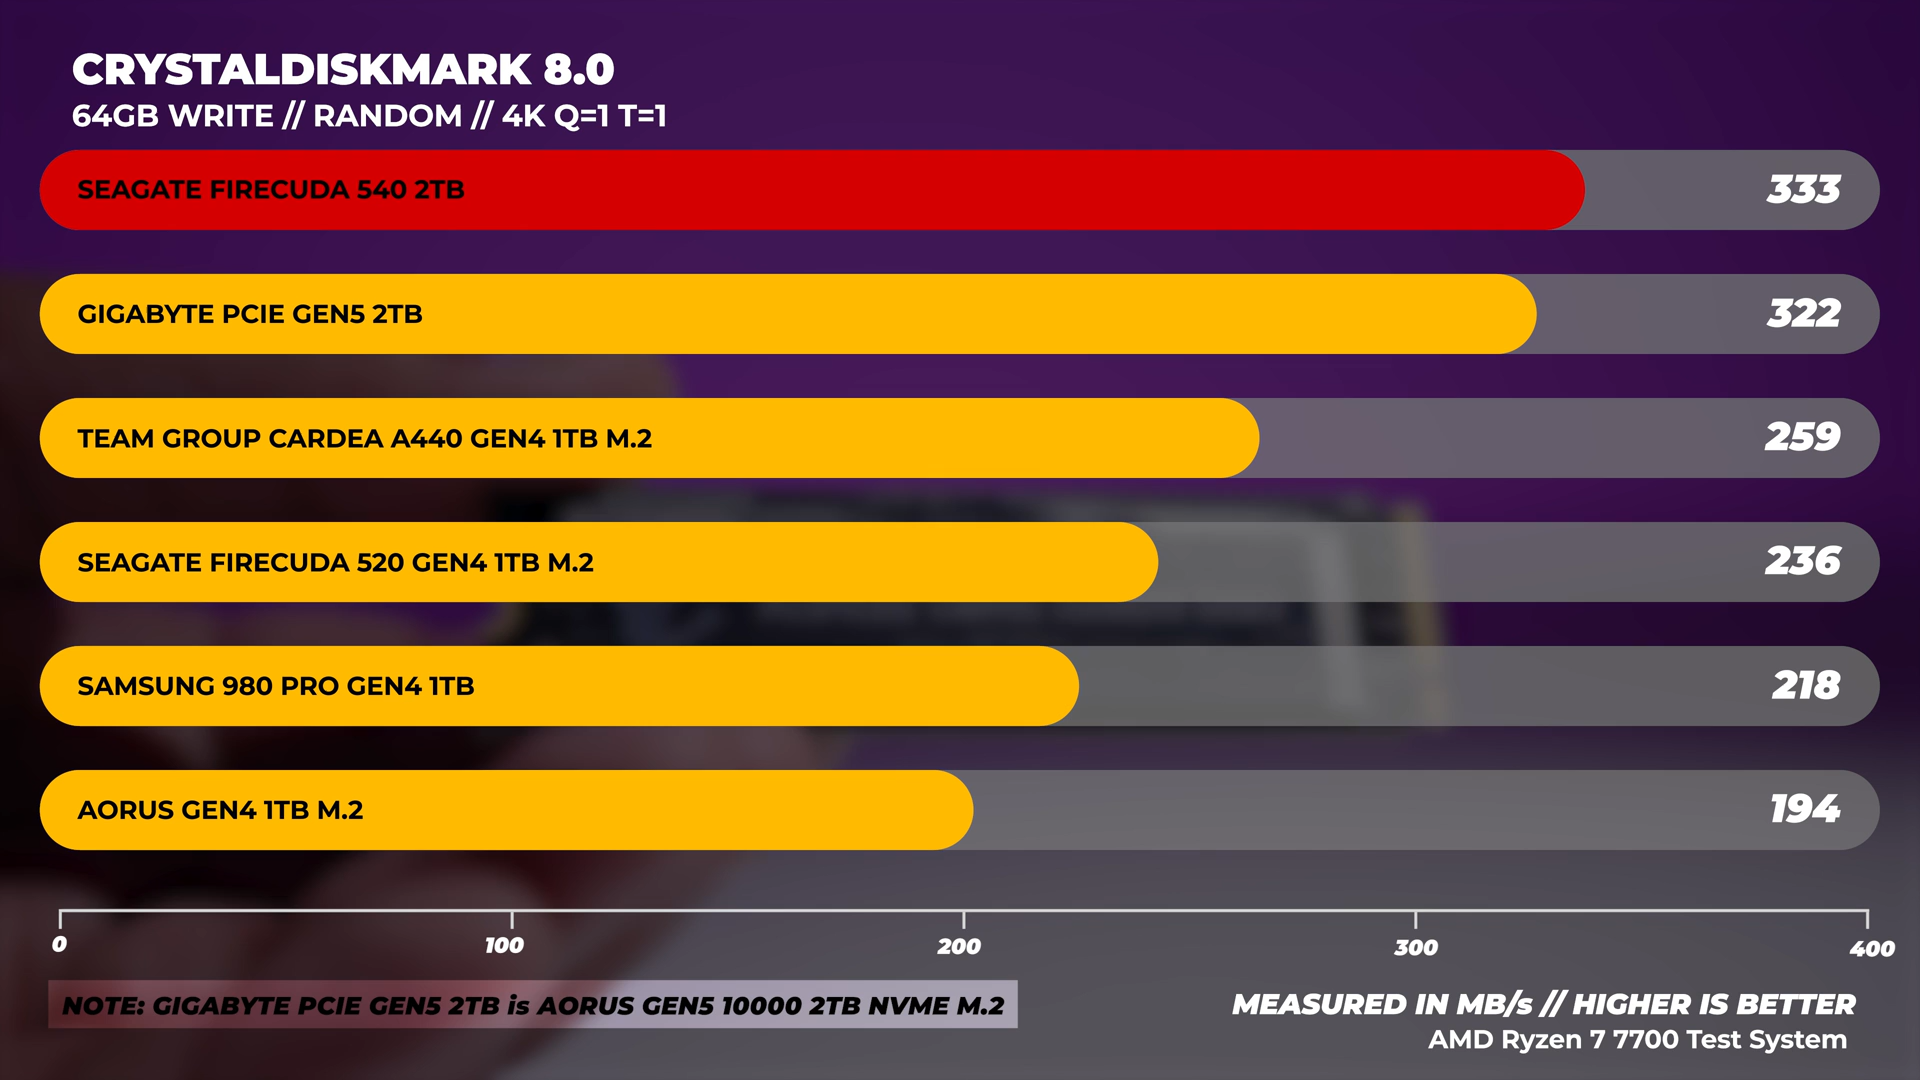 CRYSTALDISKMARK 8.0
64GB WRITE // RANDOM // 4K Q=1 T=1
SEAGATE FIRECUDA 540 2TB
333
GIGABYTE PCIE GEN5 2TB
322
TEAM GROUP CARDEA A440 GEN4 1TB M.2
259
SEAGATE FIRECUDA 520 GEN4 1TB M.2
236
SAMSUNG 980 PRO GEN4 1TB
218
AORUS GEN4 1TB M.2
194
0 100 200 300 400
NOTE: GIGABYTE PCIE GEN5 2TB is AORUS GEN5 10000 2TB NVME M.2
MEASURED IN MB/s // HIGHER IS BETTER
AMD Ryzen 7 7700 Test System